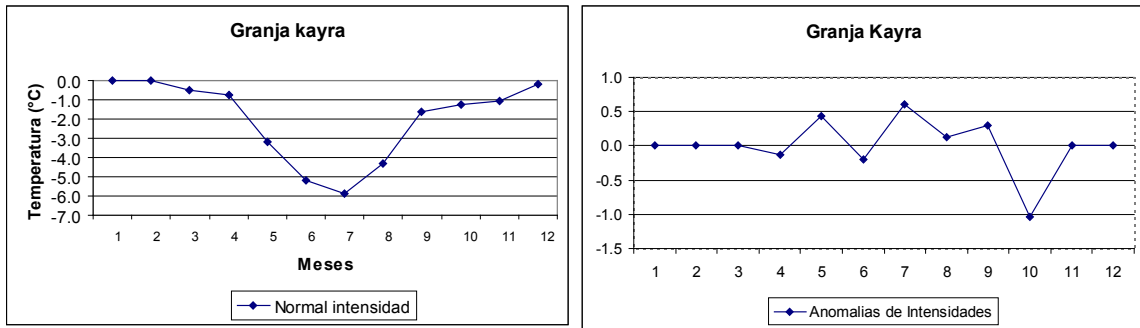 Granja kayra
Temperatura (°C)
0.0
-1.0
-2.0
-3.0
-4.0
-5.0
-6.0
-7.0
1 2 3 4 5 6 7 8 9 10 11 12
Meses
Normal intensidad
Granja Kayra
1.0
0.5
0.0
-0.5
-1.0
-1.5
1 2 3 4 5 6 7 8 9 10 11 12
Anomalias de Intensidades